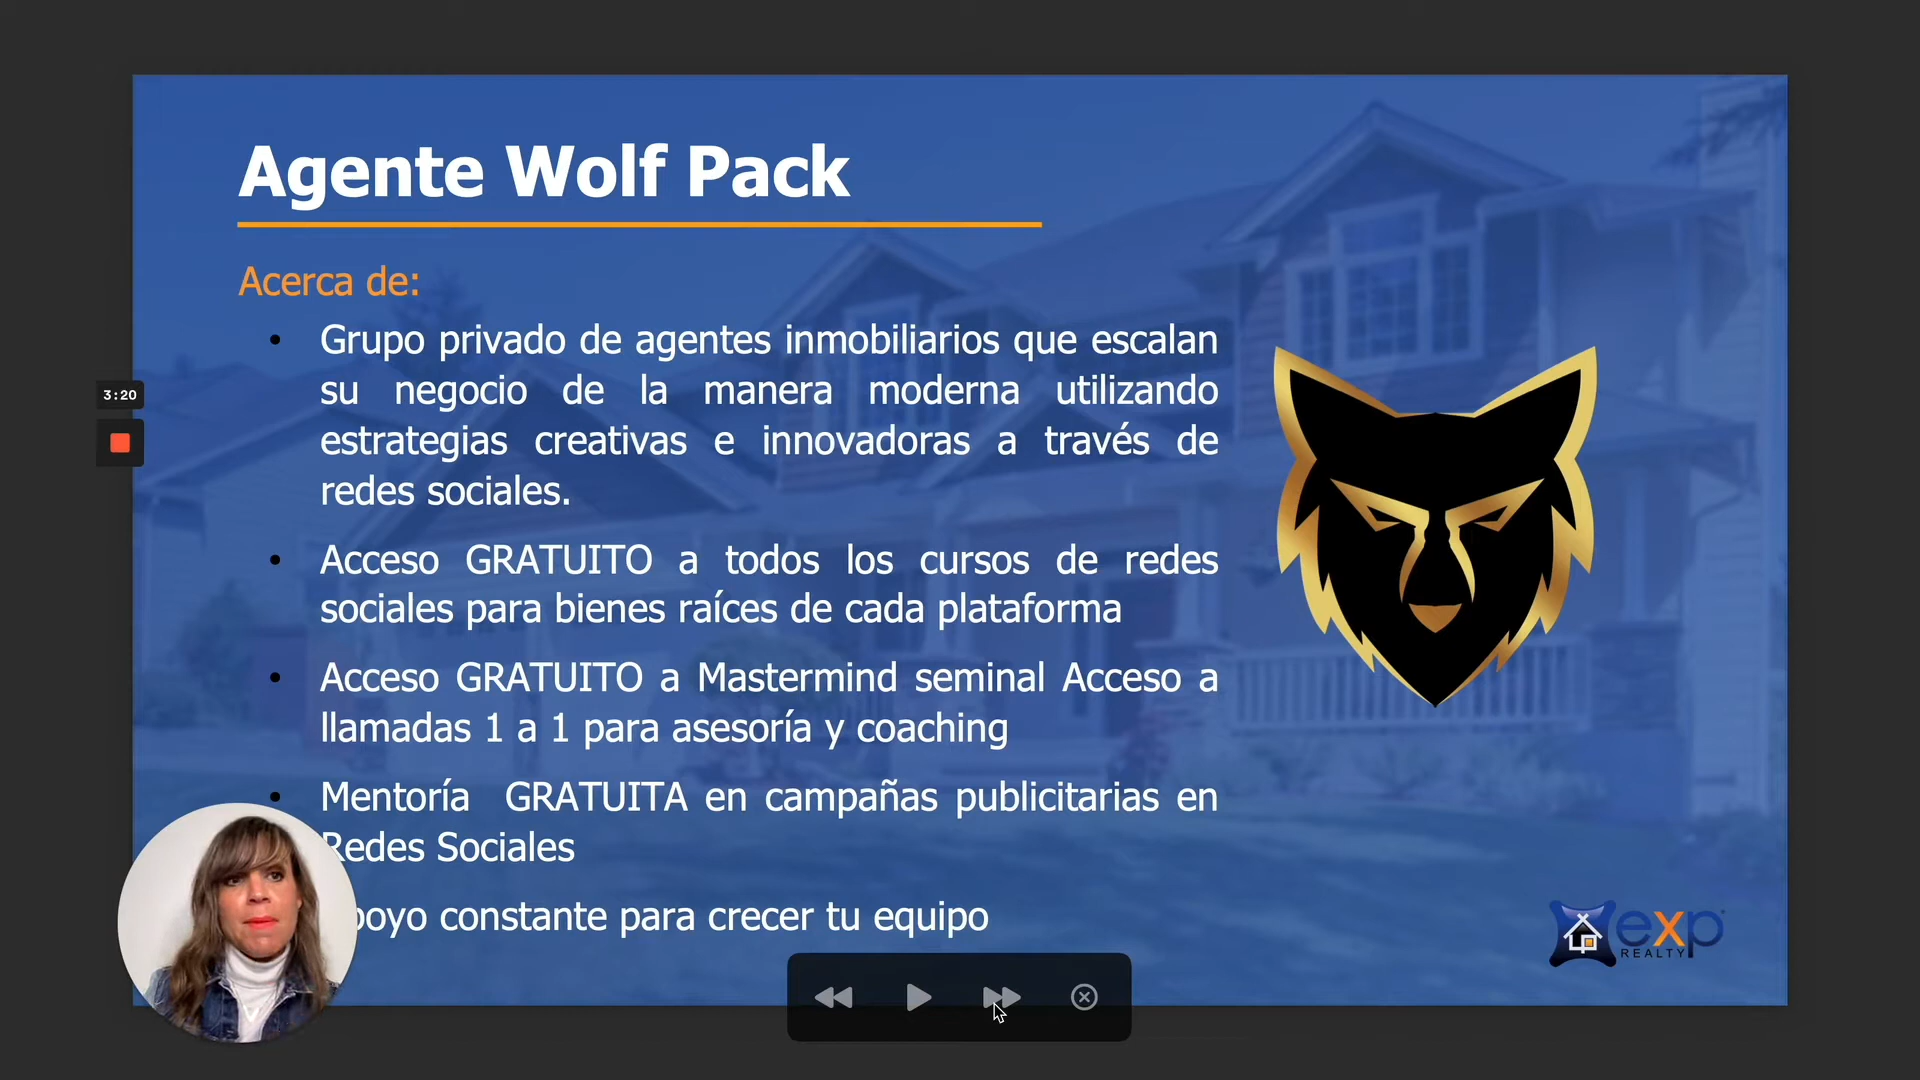 Agente Wolf Pack
Acerca de:
• Grupo privado de agentes inmobiliarios que escalan
su negocio de la manera moderna utilizando
estrategias creativas e innovadoras a través de
redes sociales.
• Acceso GRATUITO a todos los cursos de redes
sociales para bienes raíces de cada plataforma
3:20
• Acceso GRATUITO a Mastermind seminal Acceso a
llamadas 1 a 1 para asesoría y coaching
• Mentoría GRATUITA en campañas publicitarias en
Redes Sociales
constante para crecer tu equipo
exp
REALTY